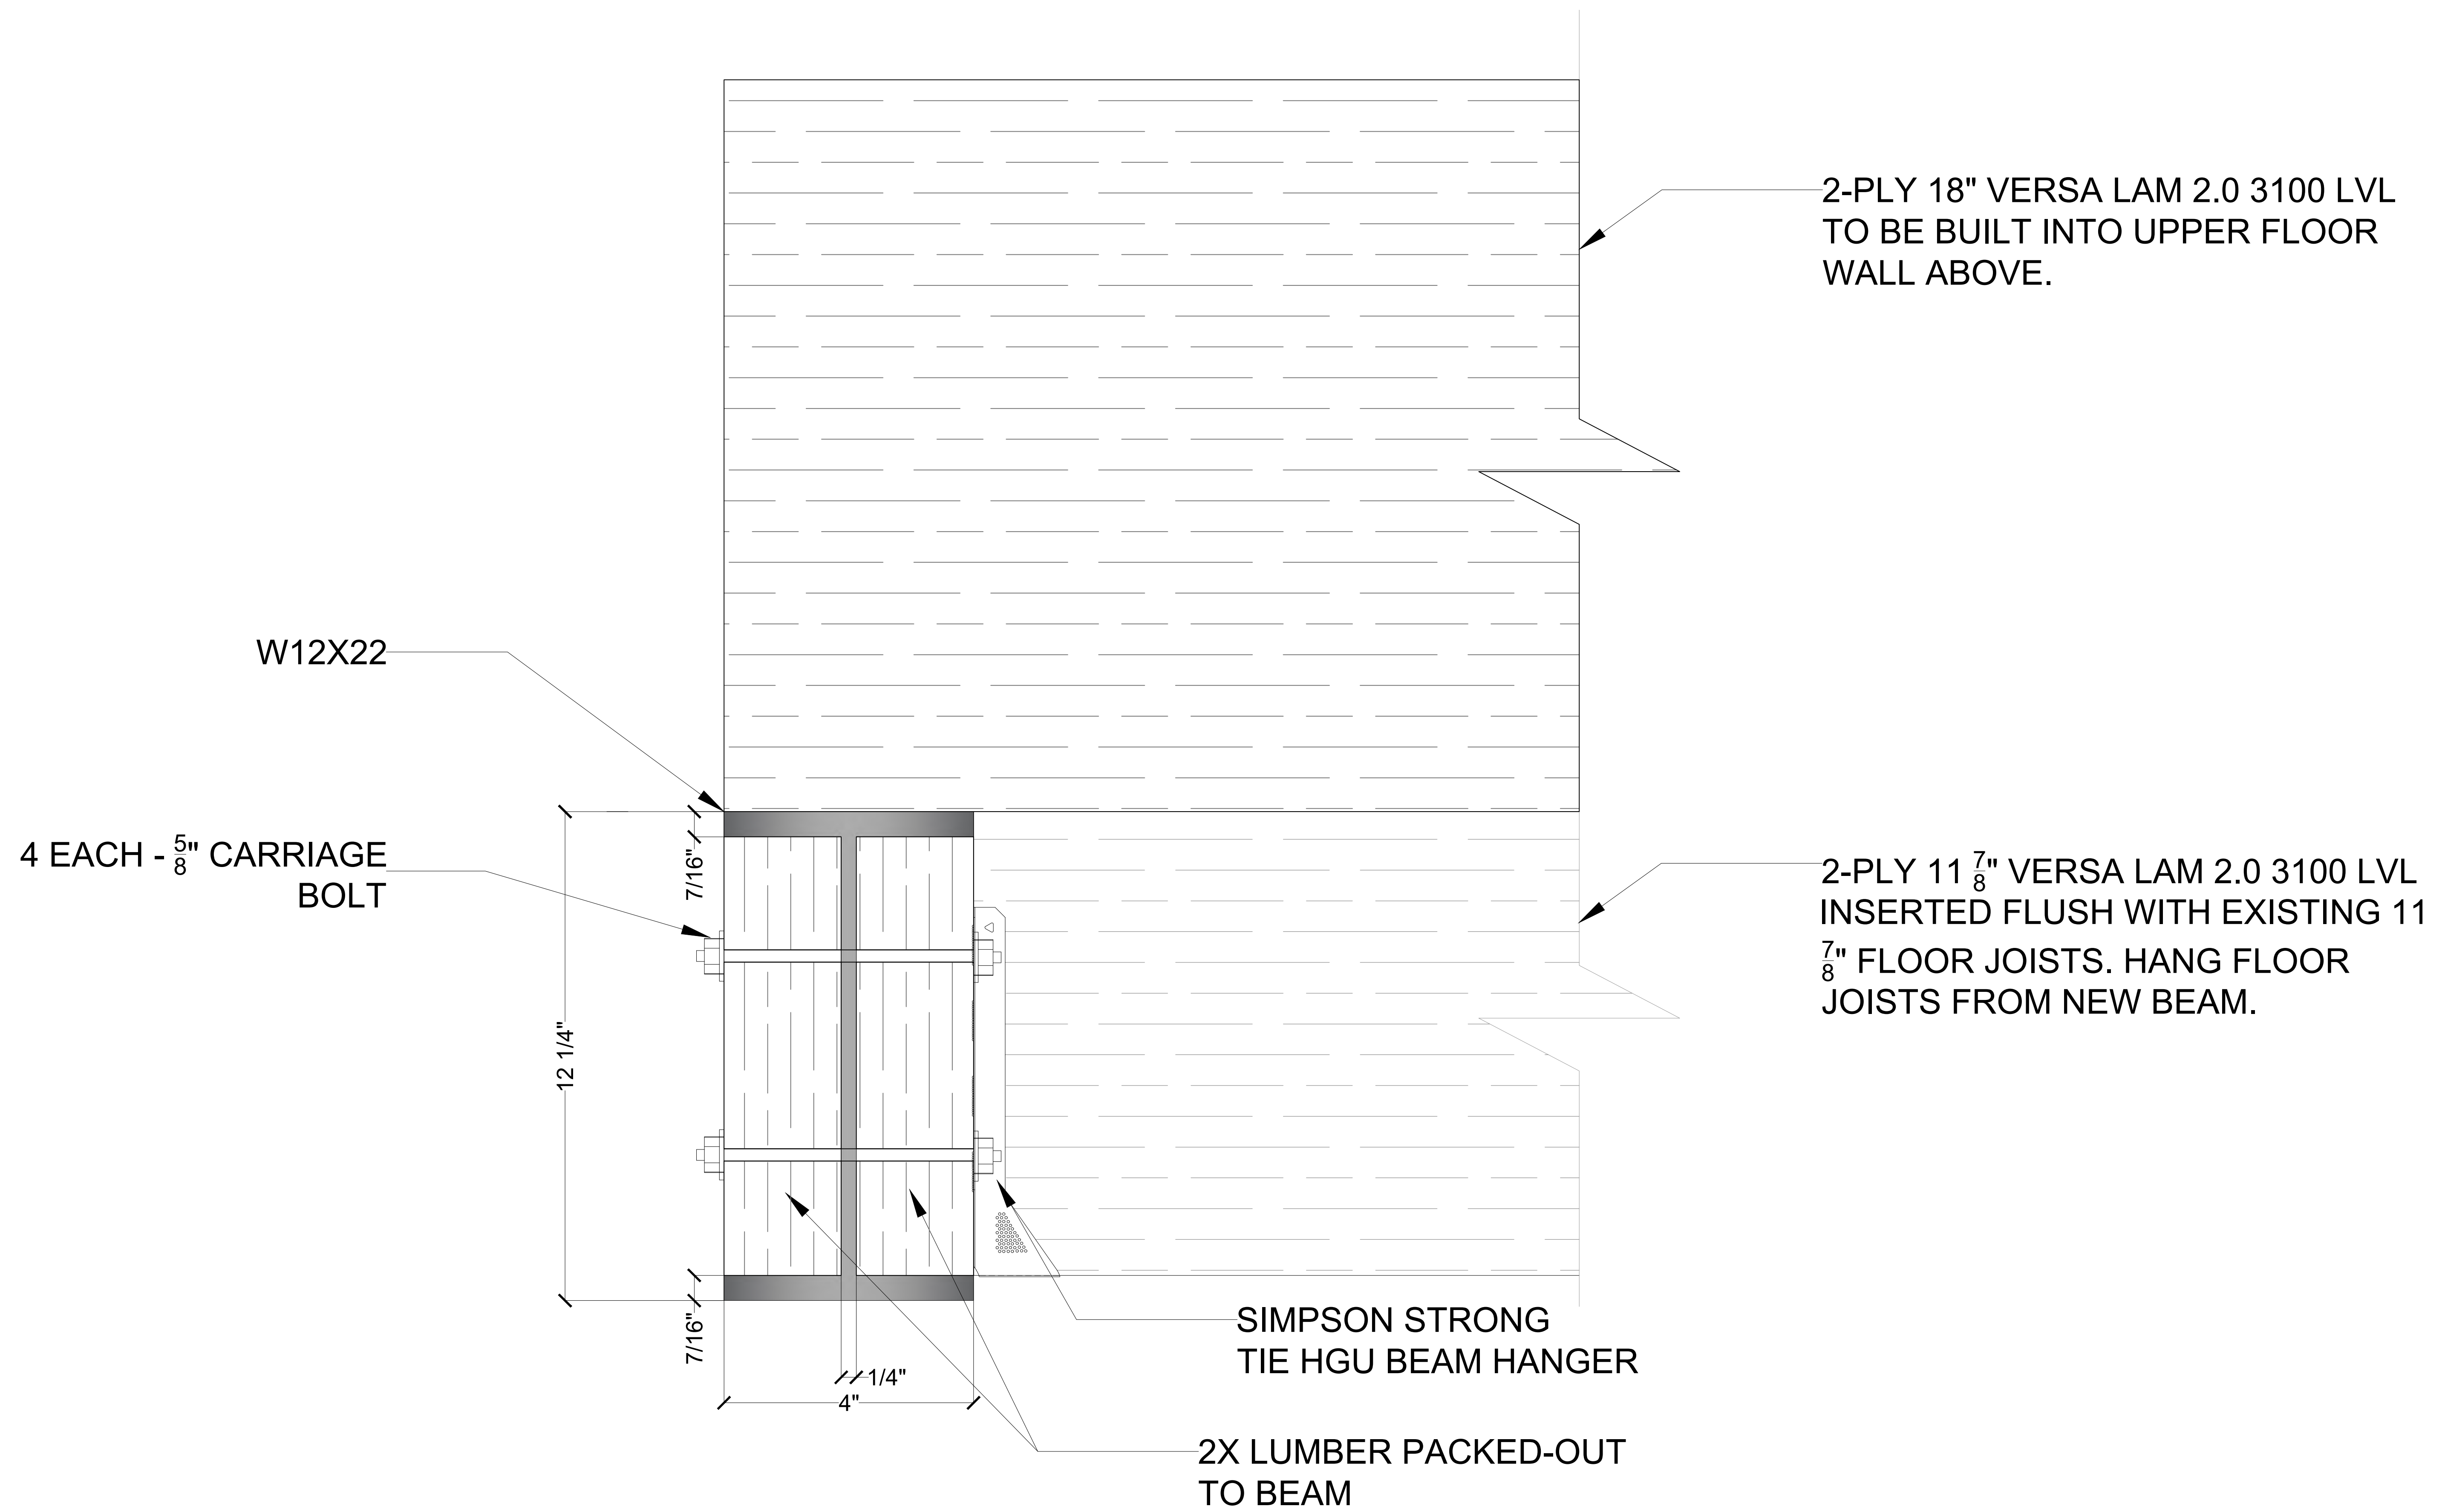 2-PLY 18" VERSA LAM 2.0 3100 LVL
TO BE BUILT INTO UPPER FLOOR
WALL ABOVE.
W12X22
4 EACH - 5/8" CARRIAGE
BOLT
7/16"
12 1/4"
7/16"
1/4"
4"
2-PLY 11 7/8" VERSA LAM 2.0 3100 LVL
INSERTED FLUSH WITH EXISTING 11
7/8" FLOOR JOISTS. HANG FLOOR
JOISTS FROM NEW BEAM.
SIMPSON STRONG
TIE HGU BEAM HANGER
2X LUMBER PACKED-OUT
TO BEAM